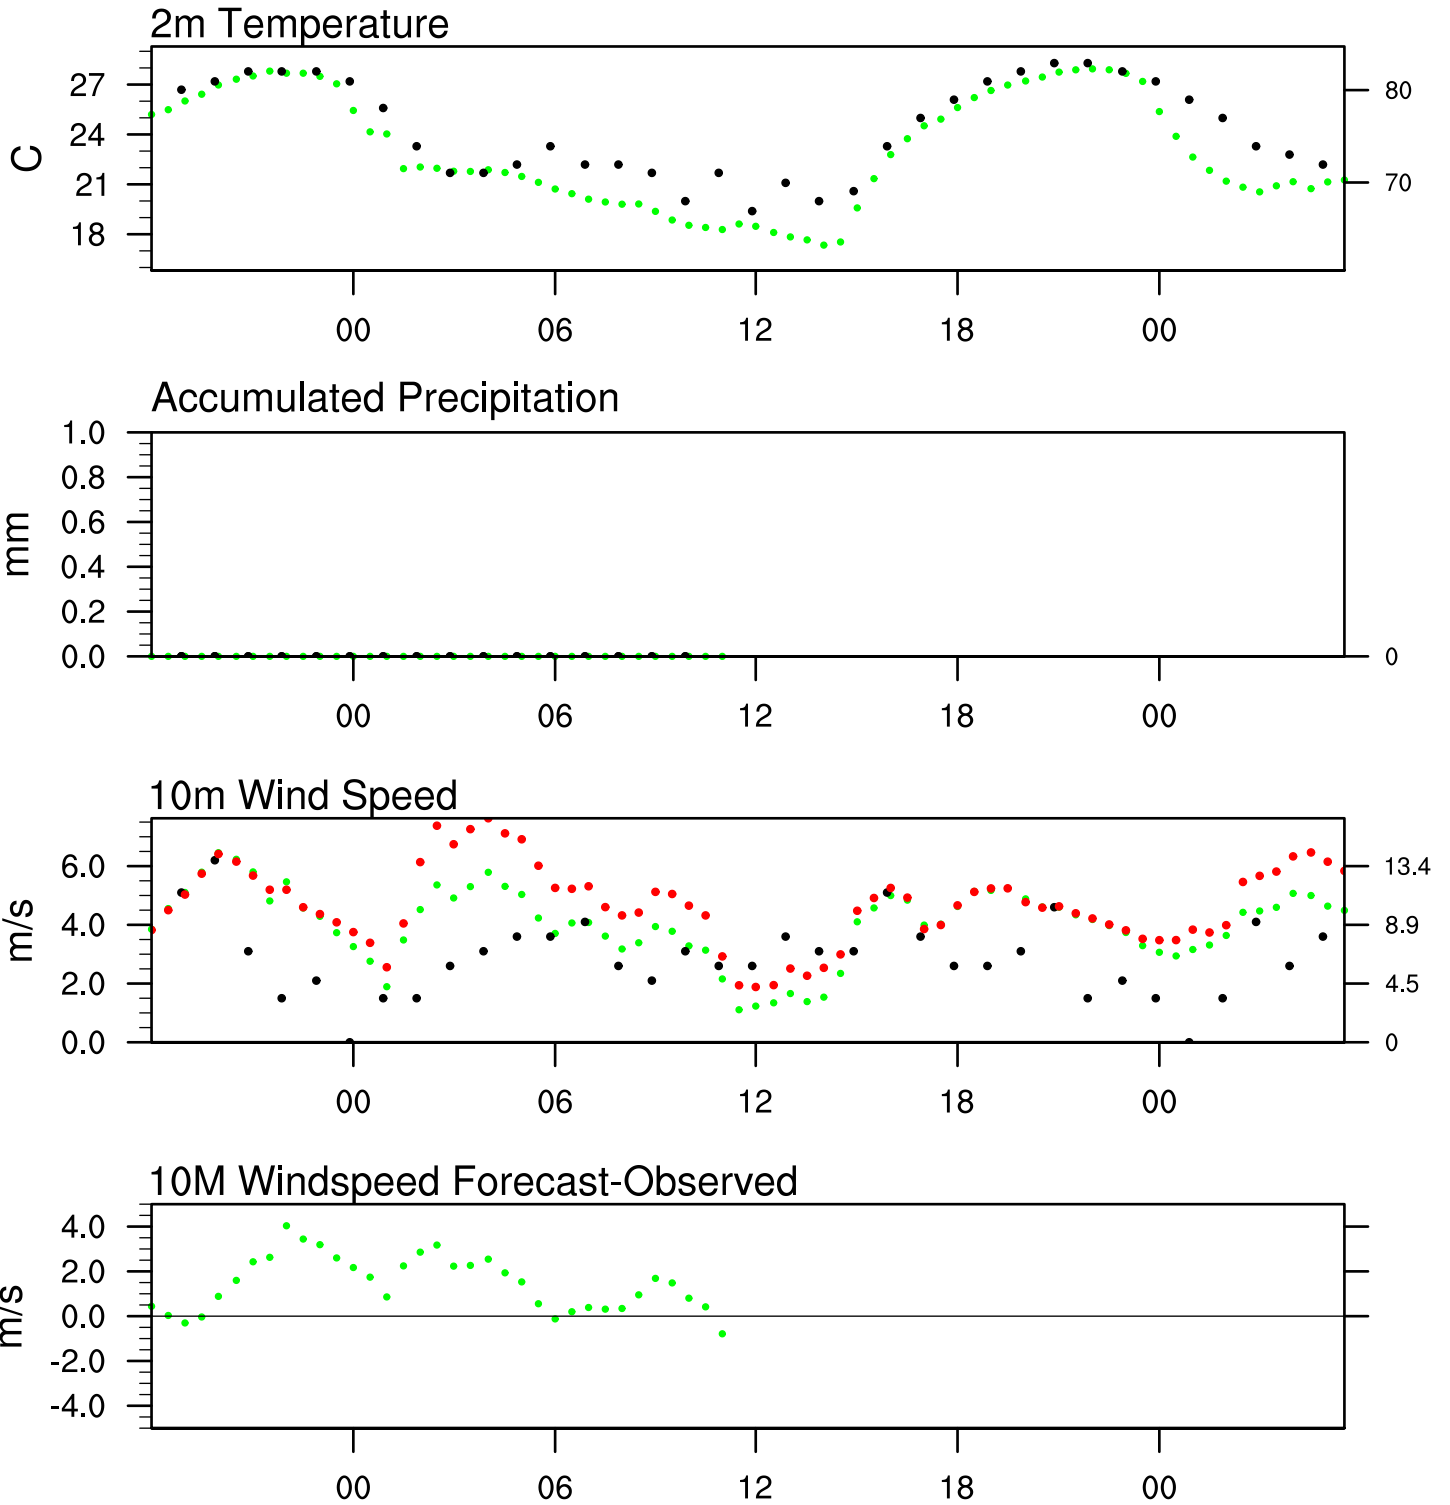 2m Temperature
C
27
24
21
18
80
70
00 06 12 18 00
Accumulated Precipitation
mm
1.0
0.8
0.6
0.4
0.2
0.0
0
00 06 12 18 00
10m Wind Speed
m/s
6.0
4.0
2.0
0.0
13.4
8.9
4.5
0
00 06 12 18 00
10M Windspeed Forecast-Observed
m/s
4.0
2.0
0.0
-2.0
-4.0
00 06 12 18 00